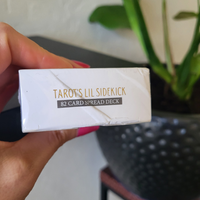 TAROT'S LIL SIDEKICK
82 CARD SPREAD DECK